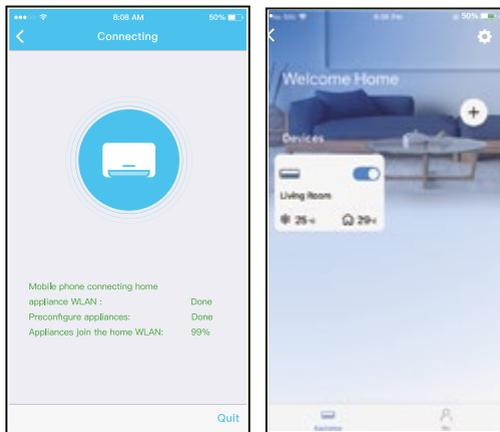 8:08 AM
50%
Connecting
Mobile phone connecting home
appliance WLAN : Done
Preconfigure appliances: Done
Appliances join the home WLAN: 99%
Quit
50%
Welcome Home
+
Devices
Living Room
25
29